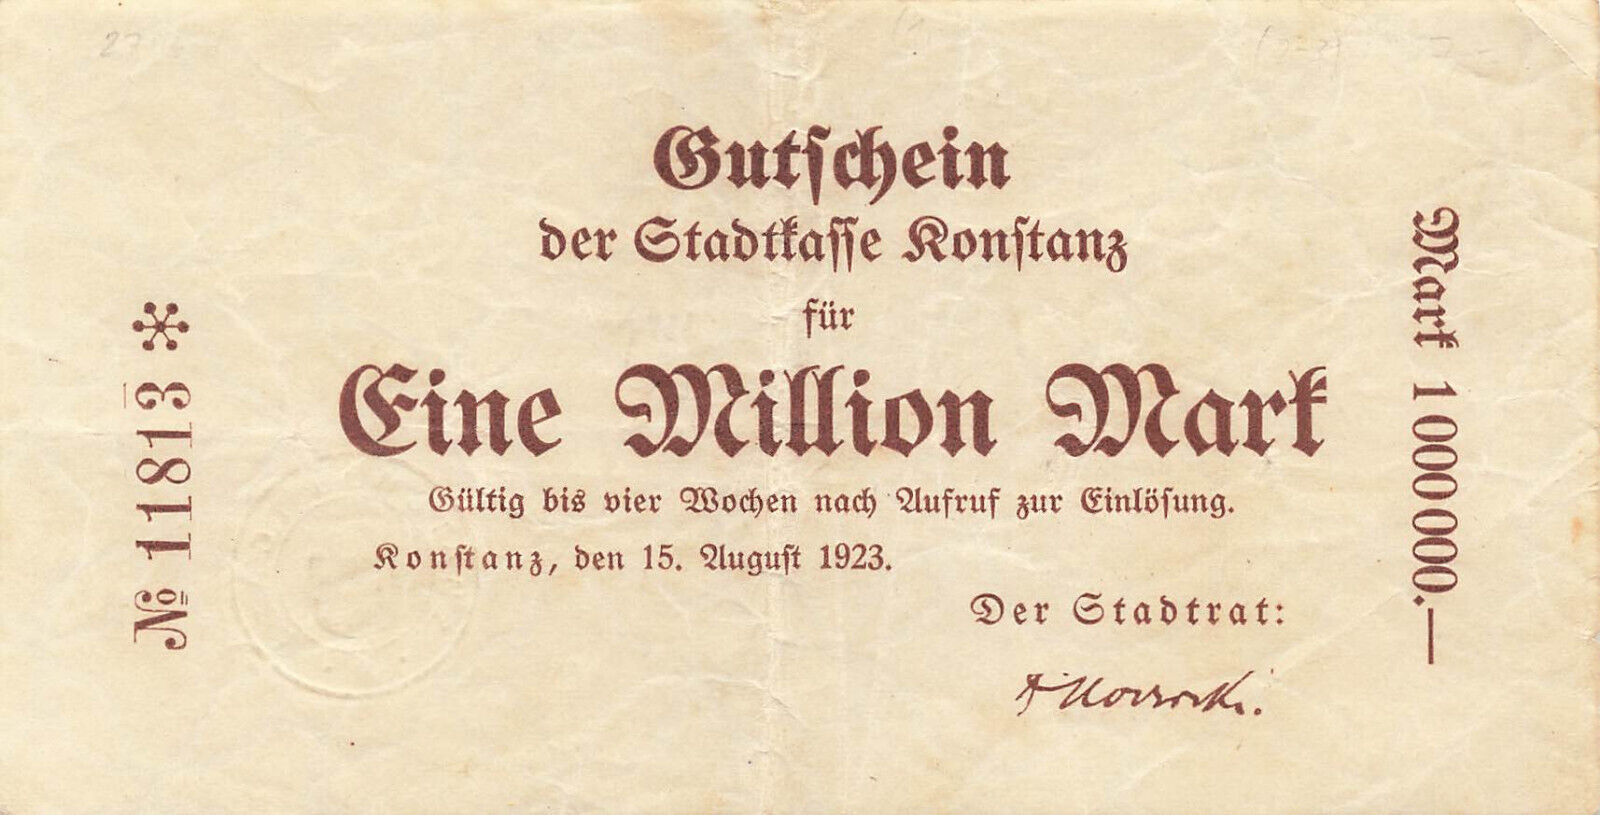 Gutschein
der Stadtkasse Konstanz
für
Eine Million Mark
Gültig bis vier Wochen nach Aufruf zur Einlösung.
Konstanz, den 15. August 1923.
Der Stadtrat:
№ 11813 *
Mark 1000000.—
27